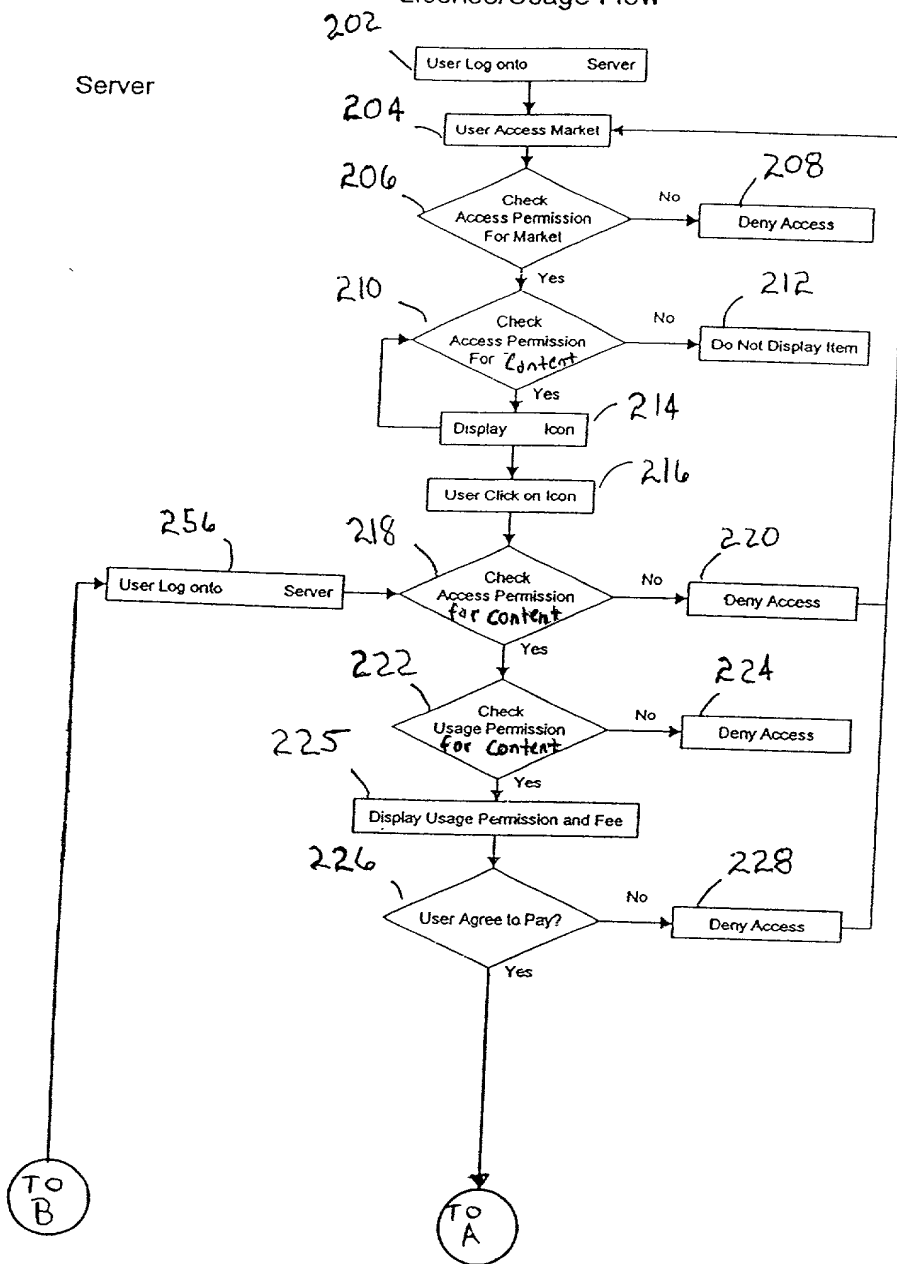 License/Usage Flow
Server
202
User Log onto Server
204
User Access Market
206
Check
Access Permission
For Market
No
208
Deny Access
Yes
210
Check
Access Permission
For Content
No
212
Do Not Display Item
Yes
214
Display Icon
216
User Click on Icon
256
User Log onto Server
218
Check
Access Permission
for content
No
220
Deny Access
Yes
222
Check
Usage Permission
for content
No
224
Deny Access
Yes
225
Display Usage Permission and Fee
226
User Agree to Pay?
No
228
Deny Access
Yes
TO
B
TO
A